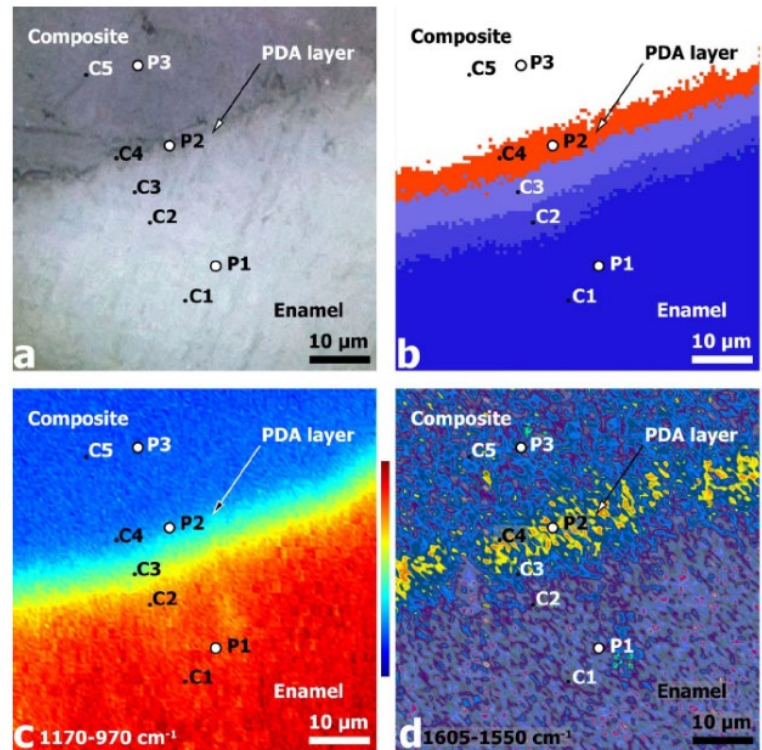 Composite
PDA layer
C5
P3
C4
P2
C3
C2
P1
C1
Enamel
a
10 µm
Composite
PDA layer
C5
P3
C4
P2
C3
C2
P1
C1
Enamel
b
10 µm
Composite
PDA layer
C5
P3
C4
P2
C3
C2
P1
C1
Enamel
c 1170-970 cm⁻¹
10 µm
Composite
PDA layer
C5
P3
C4
P2
C3
C2
P1
C1
Enamel
d 1605-1550 cm⁻¹
10 µm